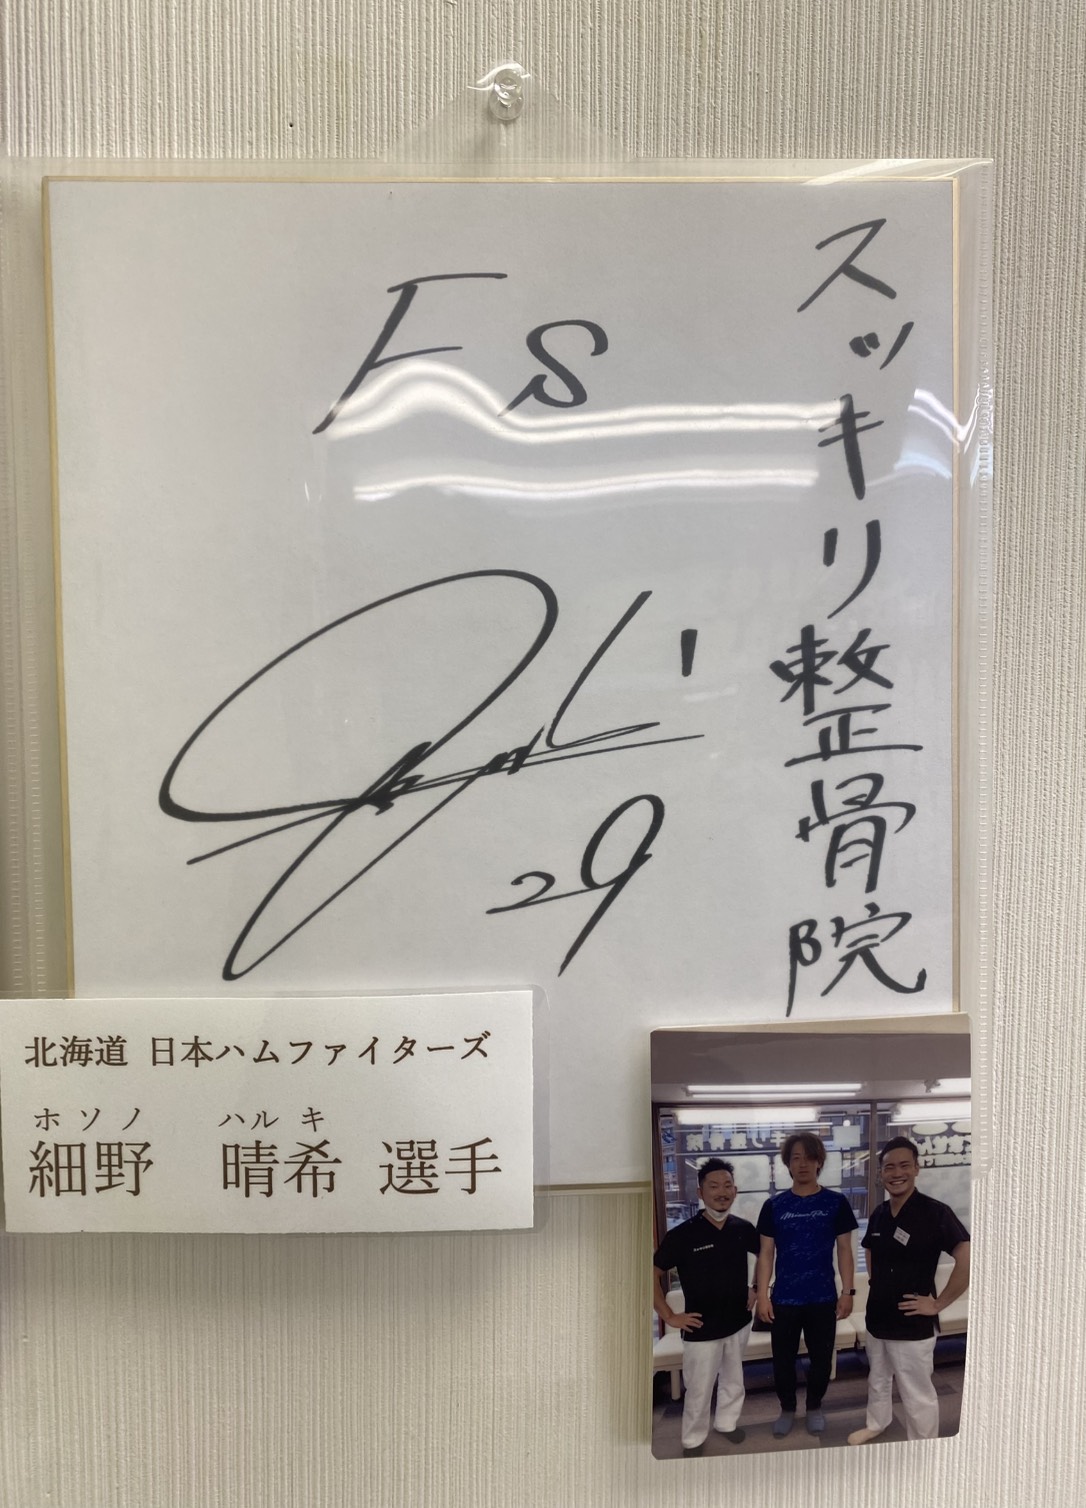 スッキリ整骨院
Fs
29
北海道 日本ハムファイターズ
ホソノ ハルキ
細野 晴希 選手